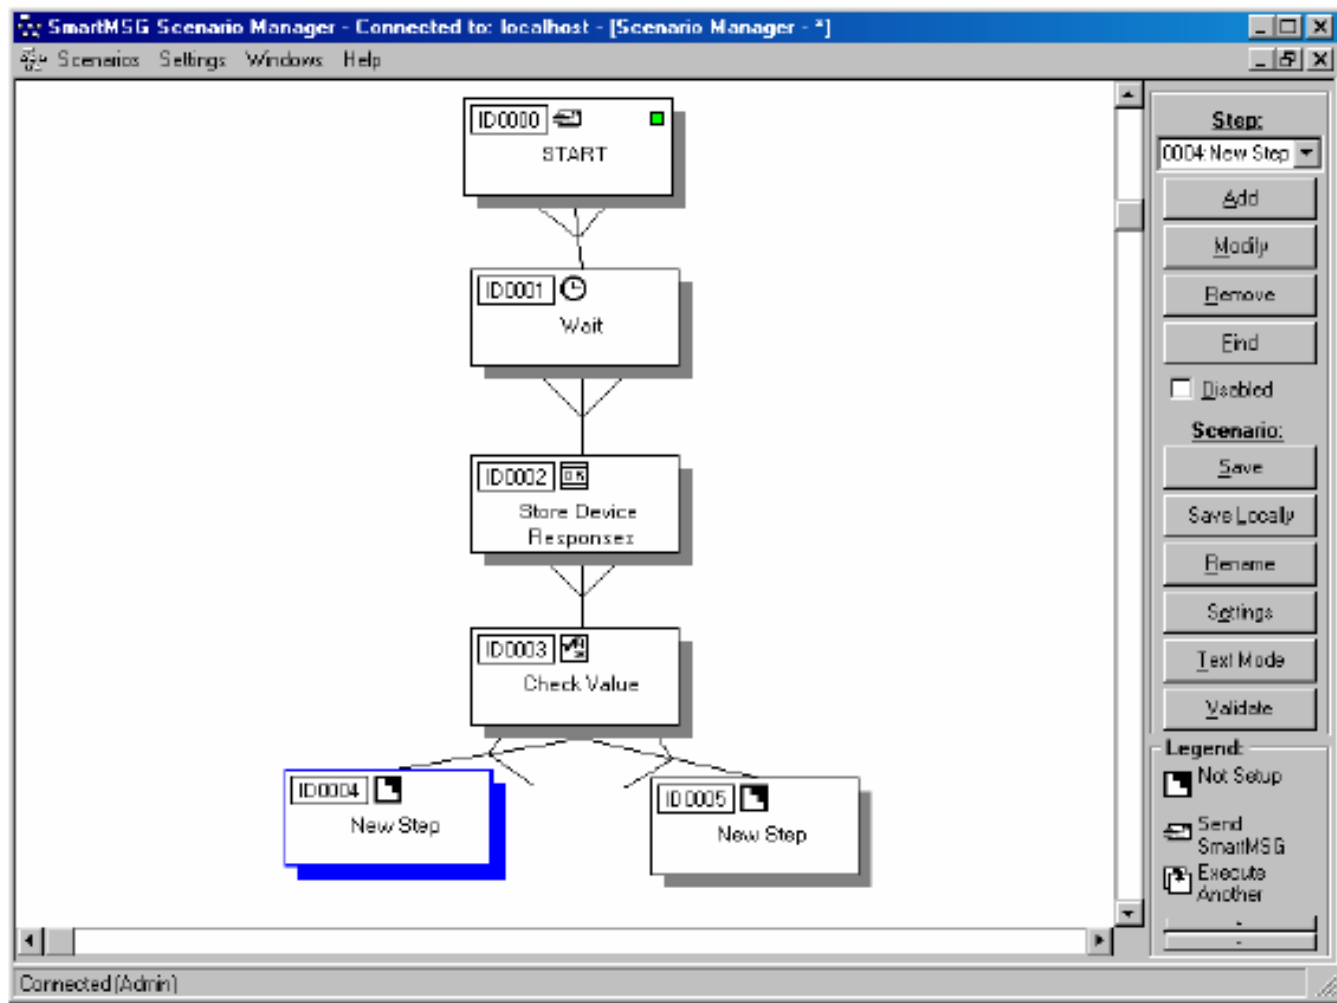 SmartMSG Scenario Manager - Connected to: localhost - [Scenario Manager - *]
Scenarios Settings Windows Help
ID0000
START
ID0001
Wait
ID0002
Store Device
Responses
ID0003
Check Value
ID0004
New Step
ID0005
New Step
Step:
0004:New Step
Add
Modify
Remove
Find
Disabled
Scenario:
Save
Save Locally
Rename
Settings
Text Mode
Validate
Legend:
Not Setup
Send
SmartMSG
Execute
Another
Connected (Admin)